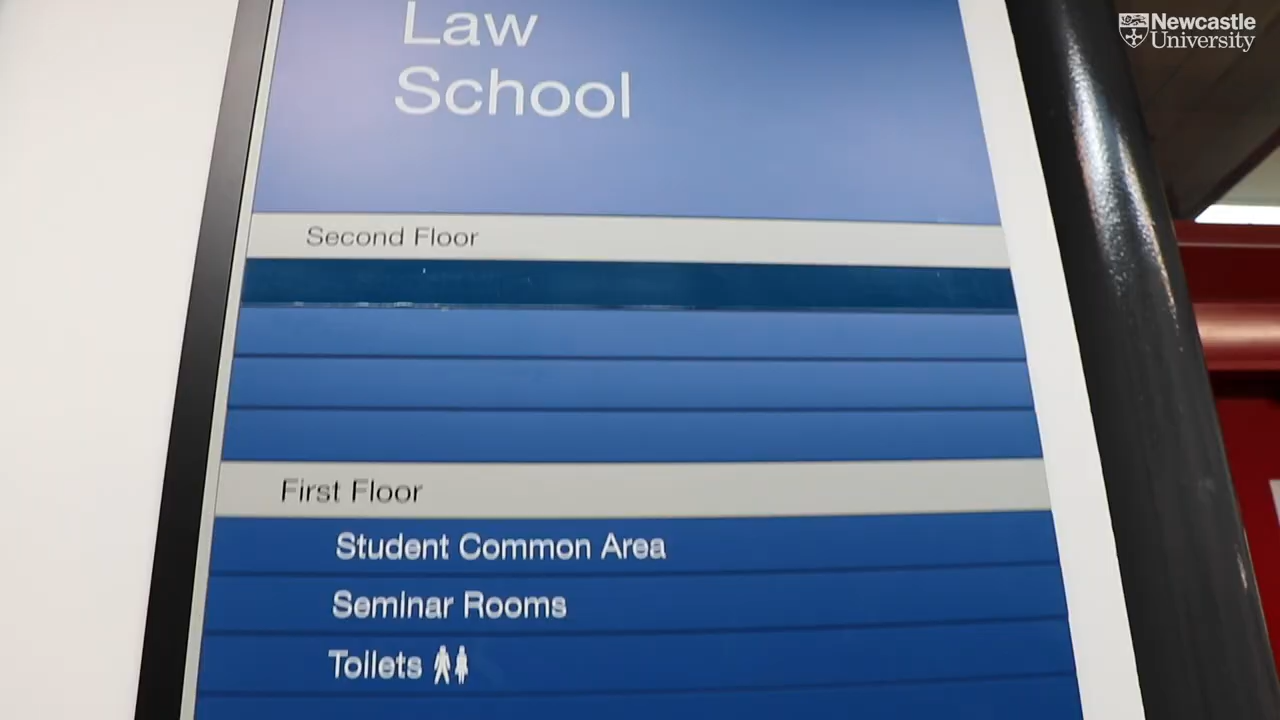 Law
School
Newcastle
University
Second Floor
First Floor
Student Common Area
Seminar Rooms
Toilets